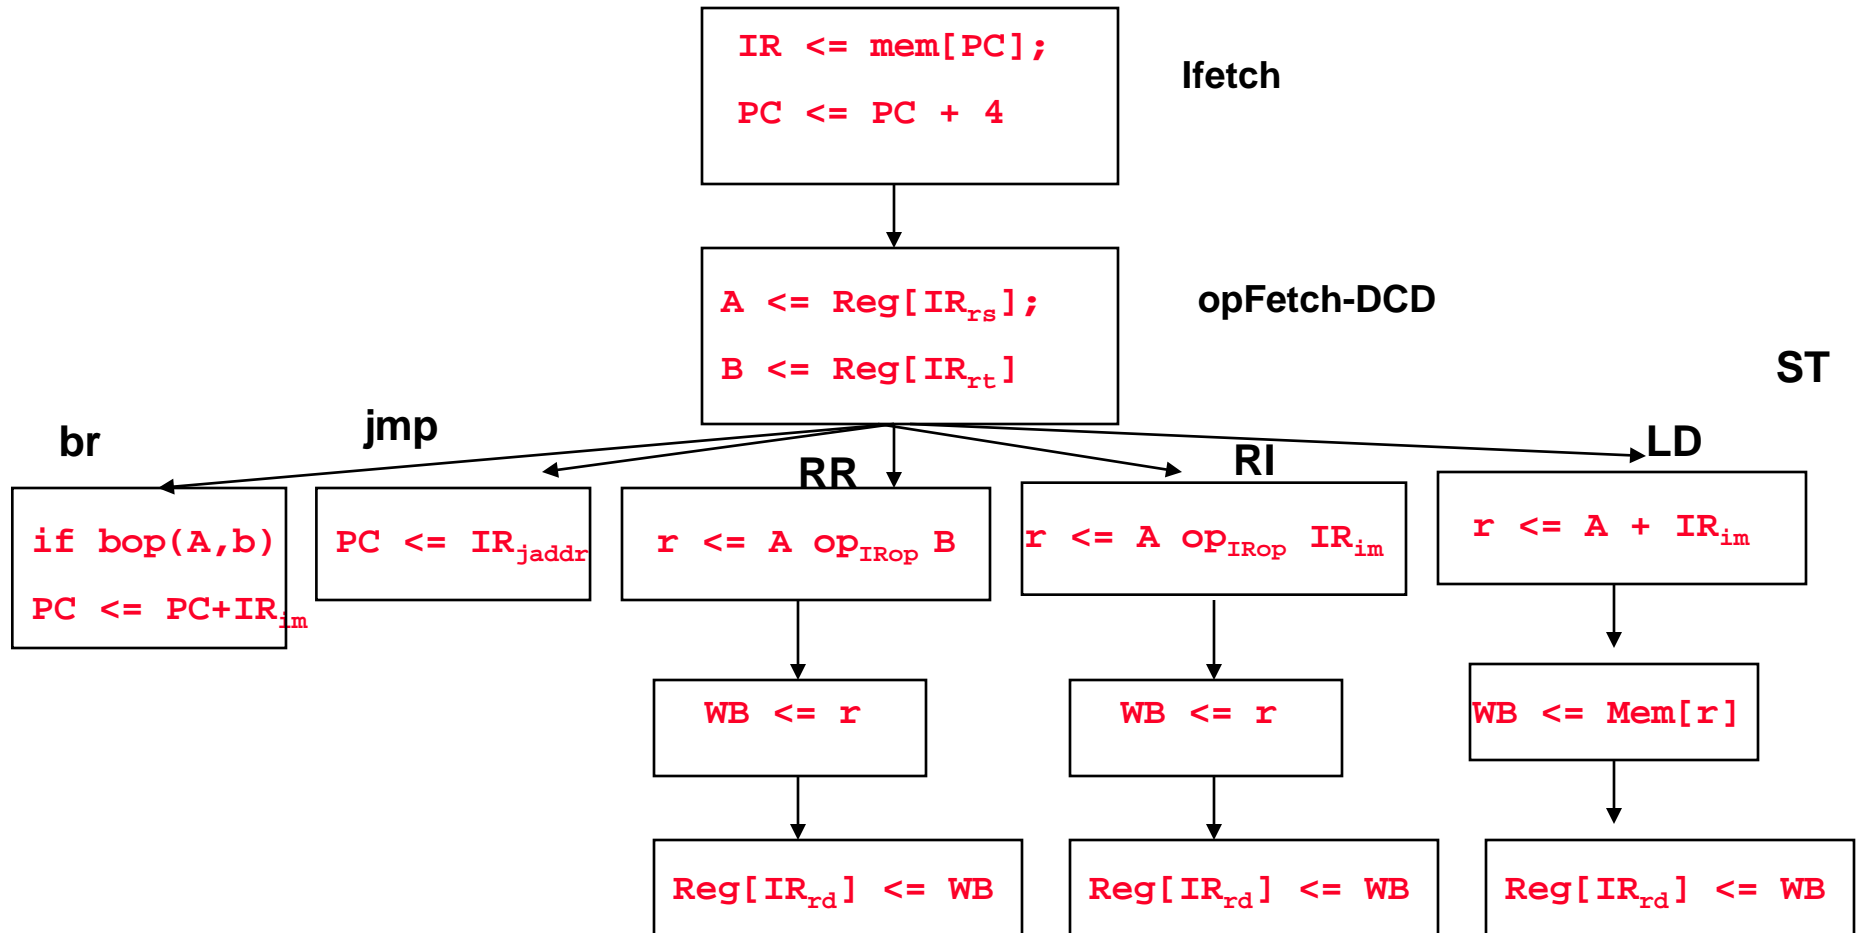 IR <= mem[PC];
PC <= PC + 4
Ifetch
A <= Reg[IRrs];
B <= Reg[IRrt]
opFetch-DCD
ST
br
jmp
RR
RI
LD
if bop(A,b)
PC <= PC+IRim
PC <= IRjaddr
r <= A opIRop B
r <= A opIRop IRim
r <= A + IRim
WB <= r
WB <= r
WB <= Mem[r]
Reg[IRrd] <= WB
Reg[IRrd] <= WB
Reg[IRrd] <= WB